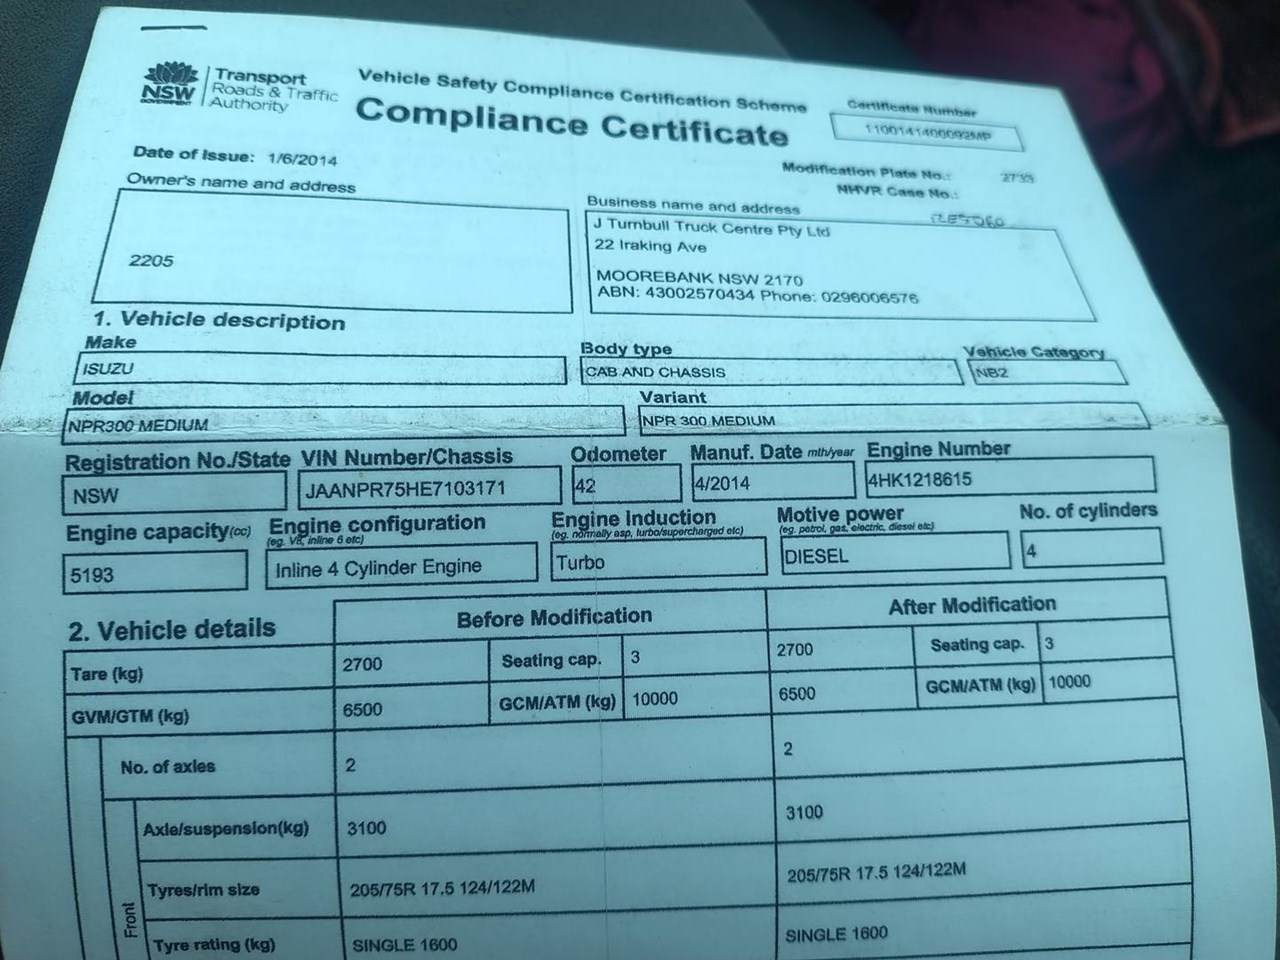 NSW
GOVERNMENT
Transport
Roads & Traffic
Authority
Vehicle Safety Compliance Certification Scheme
Compliance Certificate
Certificate Number
1100141400092MP
Date of Issue: 1/6/2014
Modification Plate No.:
NHVR Case No.:
Owner's name and address
2205
Business name and address
J Turnbull Truck Centre Pty Ltd
22 Iraking Ave
MOOREBANK NSW 2170
ABN: 43002570434 Phone: 0296006576
1. Vehicle description
Make
ISUZU
Body type
CAB AND CHASSIS
Vehicle Category
NB2
Model
NPR300 MEDIUM
Variant
NPR 300 MEDIUM
Registration No./State
NSW
VIN Number/Chassis
JAANPR75HE7103171
Odometer
42
Manuf. Date mth/year
4/2014
Engine Number
4HK1218615
Engine capacity(cc)
5193
Engine configuration
(eg. V8, inline 6 etc)
Inline 4 Cylinder Engine
Engine Induction
(eg. normally asp, turbo/supercharged etc)
Turbo
Motive power
(eg. petrol, gas, electric, diesel etc)
DIESEL
No. of cylinders
4
2. Vehicle details
Before Modification
After Modification
Tare (kg) 2700 Seating cap. 3 2700 Seating cap. 3
GVM/GTM (kg) 6500 GCM/ATM (kg) 10000 6500 GCM/ATM (kg) 10000
No. of axles 2 2
Front
Axle/suspension(kg) 3100 3100
Tyres/rim size 205/75R 17.5 124/122M 205/75R 17.5 124/122M
Tyre rating (kg) SINGLE 1600 SINGLE 1600